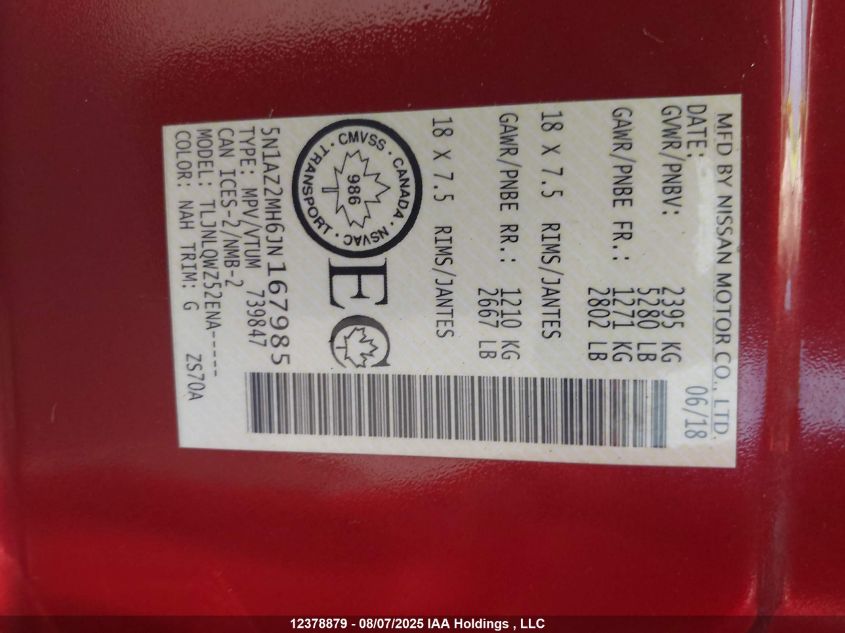 MFD BY NISSAN MOTOR CO., LTD.
DATE: 06/18
GVWR/PNBV: 2395 KG
5280 LB
GAWR/PNBE FR.: 1271 KG
2802 LB
18 X 7.5 RIMS/JANTES
GAWR/PNBE RR.: 1210 KG
2667 LB
18 X 7.5 RIMS/JANTES
CMVSS · CANADA · NSVAC · TRANSPORT ·
986
EC
5N1AZ2MH6JN167985
TYPE: MPV/VTUM 739847
CAN ICES-2/NMB-2
MODEL: TLJNLQWZ52ENA-----
COLOR: NAH TRIM: G ZS70A
12378879 - 08/07/2025 IAA Holdings , LLC